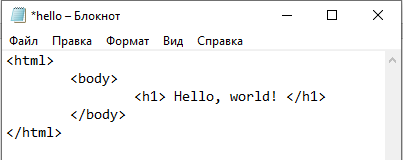 *hello – Блокнот
Файл Правка Формат Вид Справка
<html>
<body>
<h1> Hello, world! </h1>
</body>
</html>